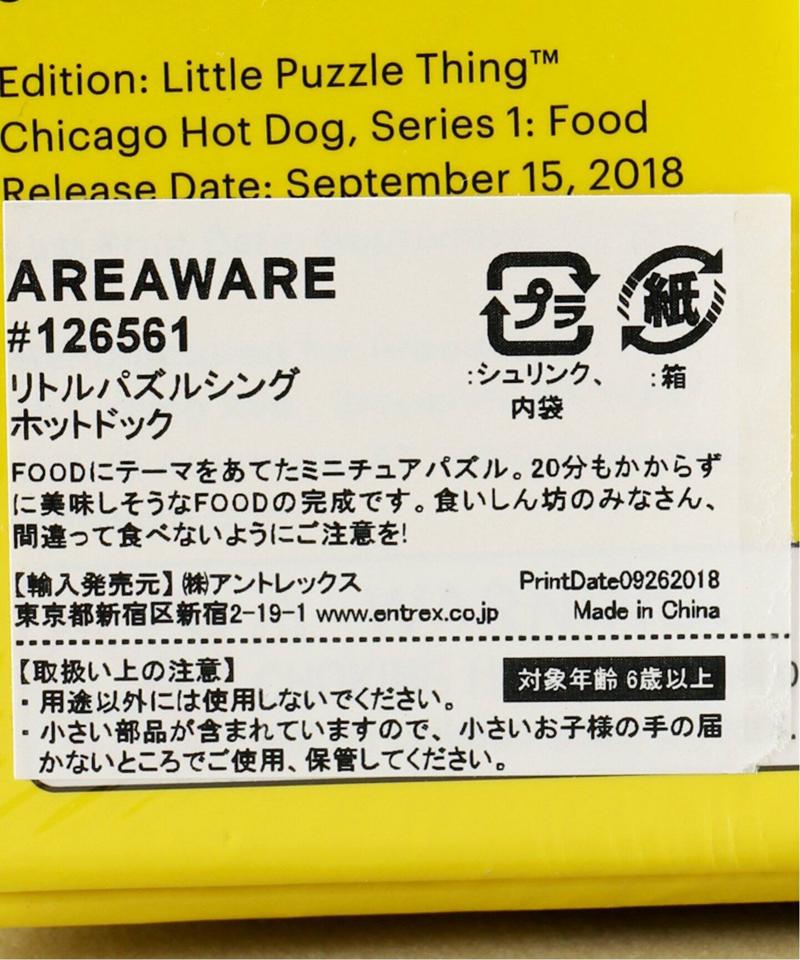 Edition: Little Puzzle Thing™
Chicago Hot Dog, Series 1: Food
Release Date: September 15, 2018
AREAWARE
#126561
リトルパズルシング
ホットドック
プラ
:シュリンク、
内袋
紙
:箱
FOODにテーマをあてたミニチュアパズル。20分もかからず
に美味しそうなFOODの完成です。食いしん坊のみなさん、
間違って食べないようにご注意を!
【輸入発売元】㈱アントレックス
東京都新宿区新宿2-19-1 www.entrex.co.jp
PrintDate09262018
Made in China
【取扱い上の注意】
対象年齢 6歳以上
・用途以外には使用しないでください。
・小さい部品が含まれていますので、小さいお子様の手の届
かないところでご使用、保管してください。